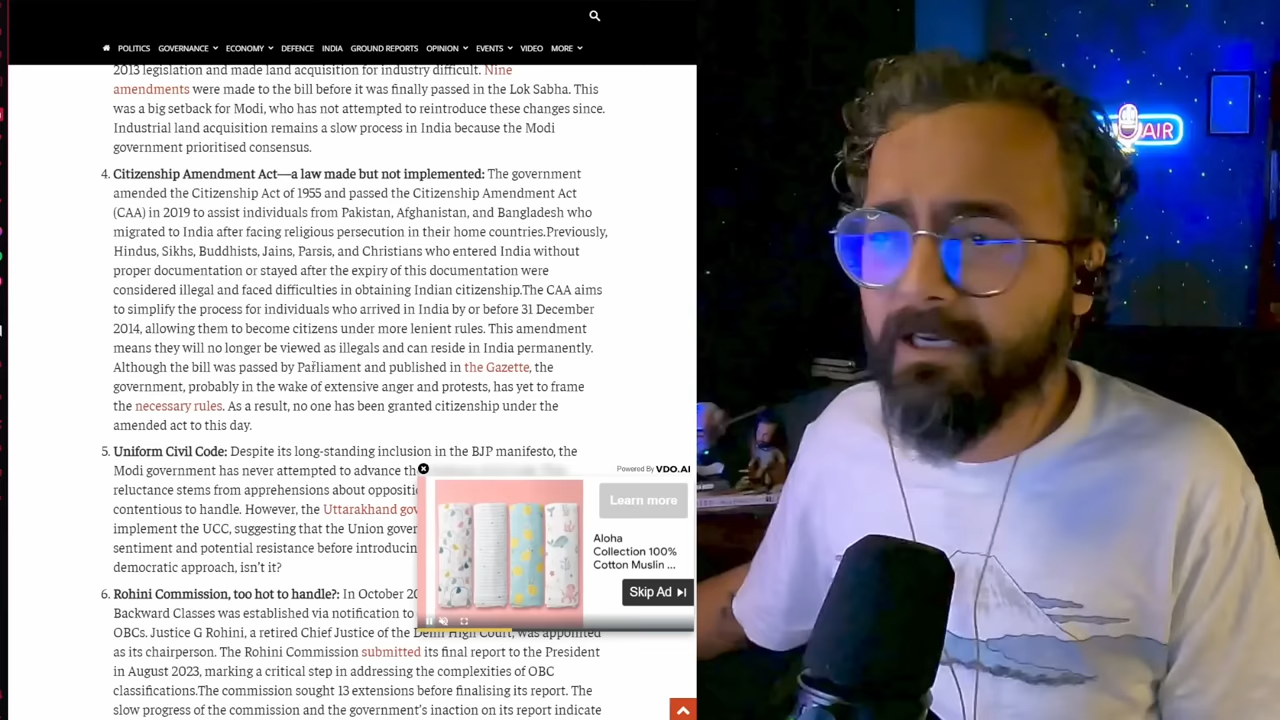 POLITICS GOVERNANCE ECONOMY DEFENCE INDIA GROUND REPORTS OPINION EVENTS VIDEO MORE
2013 legislation and made land acquisition for industry difficult. Nine
amendments were made to the bill before it was finally passed in the Lok Sabha. This
was a big setback for Modi, who has not attempted to reintroduce these changes since.
Industrial land acquisition remains a slow process in India because the Modi
government prioritised consensus.
4. Citizenship Amendment Act—a law made but not implemented: The government
amended the Citizenship Act of 1955 and passed the Citizenship Amendment Act
(CAA) in 2019 to assist individuals from Pakistan, Afghanistan, and Bangladesh who
migrated to India after facing religious persecution in their home countries.Previously,
Hindus, Sikhs, Buddhists, Jains, Parsis, and Christians who entered India without
proper documentation or stayed after the expiry of this documentation were
considered illegal and faced difficulties in obtaining Indian citizenship.The CAA aims
to simplify the process for individuals who arrived in India by or before 31 December
2014, allowing them to become citizens under more lenient rules. This amendment
means they will no longer be viewed as illegals and can reside in India permanently.
Although the bill was passed by Parliament and published in the Gazette, the
government, probably in the wake of extensive anger and protests, has yet to frame
the necessary rules. As a result, no one has been granted citizenship under the
amended act to this day.
5. Uniform Civil Code: Despite its long-standing inclusion in the BJP manifesto, the
Modi government has never attempted to advance
reluctance stems from apprehensions about
contentious to handle. However, the Uttarakhand
implement the UCC, suggesting that the Union
sentiment and potential resistance before
democratic approach, isn't it?
6. Rohini Commission, too hot to handle?: In October
Backward Classes was established via notification to
OBCs. Justice G Rohini, a retired Chief Justice of the Delhi High Court, was appointed
as its chairperson. The Rohini Commission submitted its final report to the President
in August 2023, marking a critical step in addressing the complexities of OBC
classifications.The commission sought 13 extensions before finalising its report. The
slow progress of the commission and the government's inaction on its report indicate
Powered By VDO.AI
Learn more
Aloha
Collection 100%
Cotton Muslin ...
Skip Ad
AIR